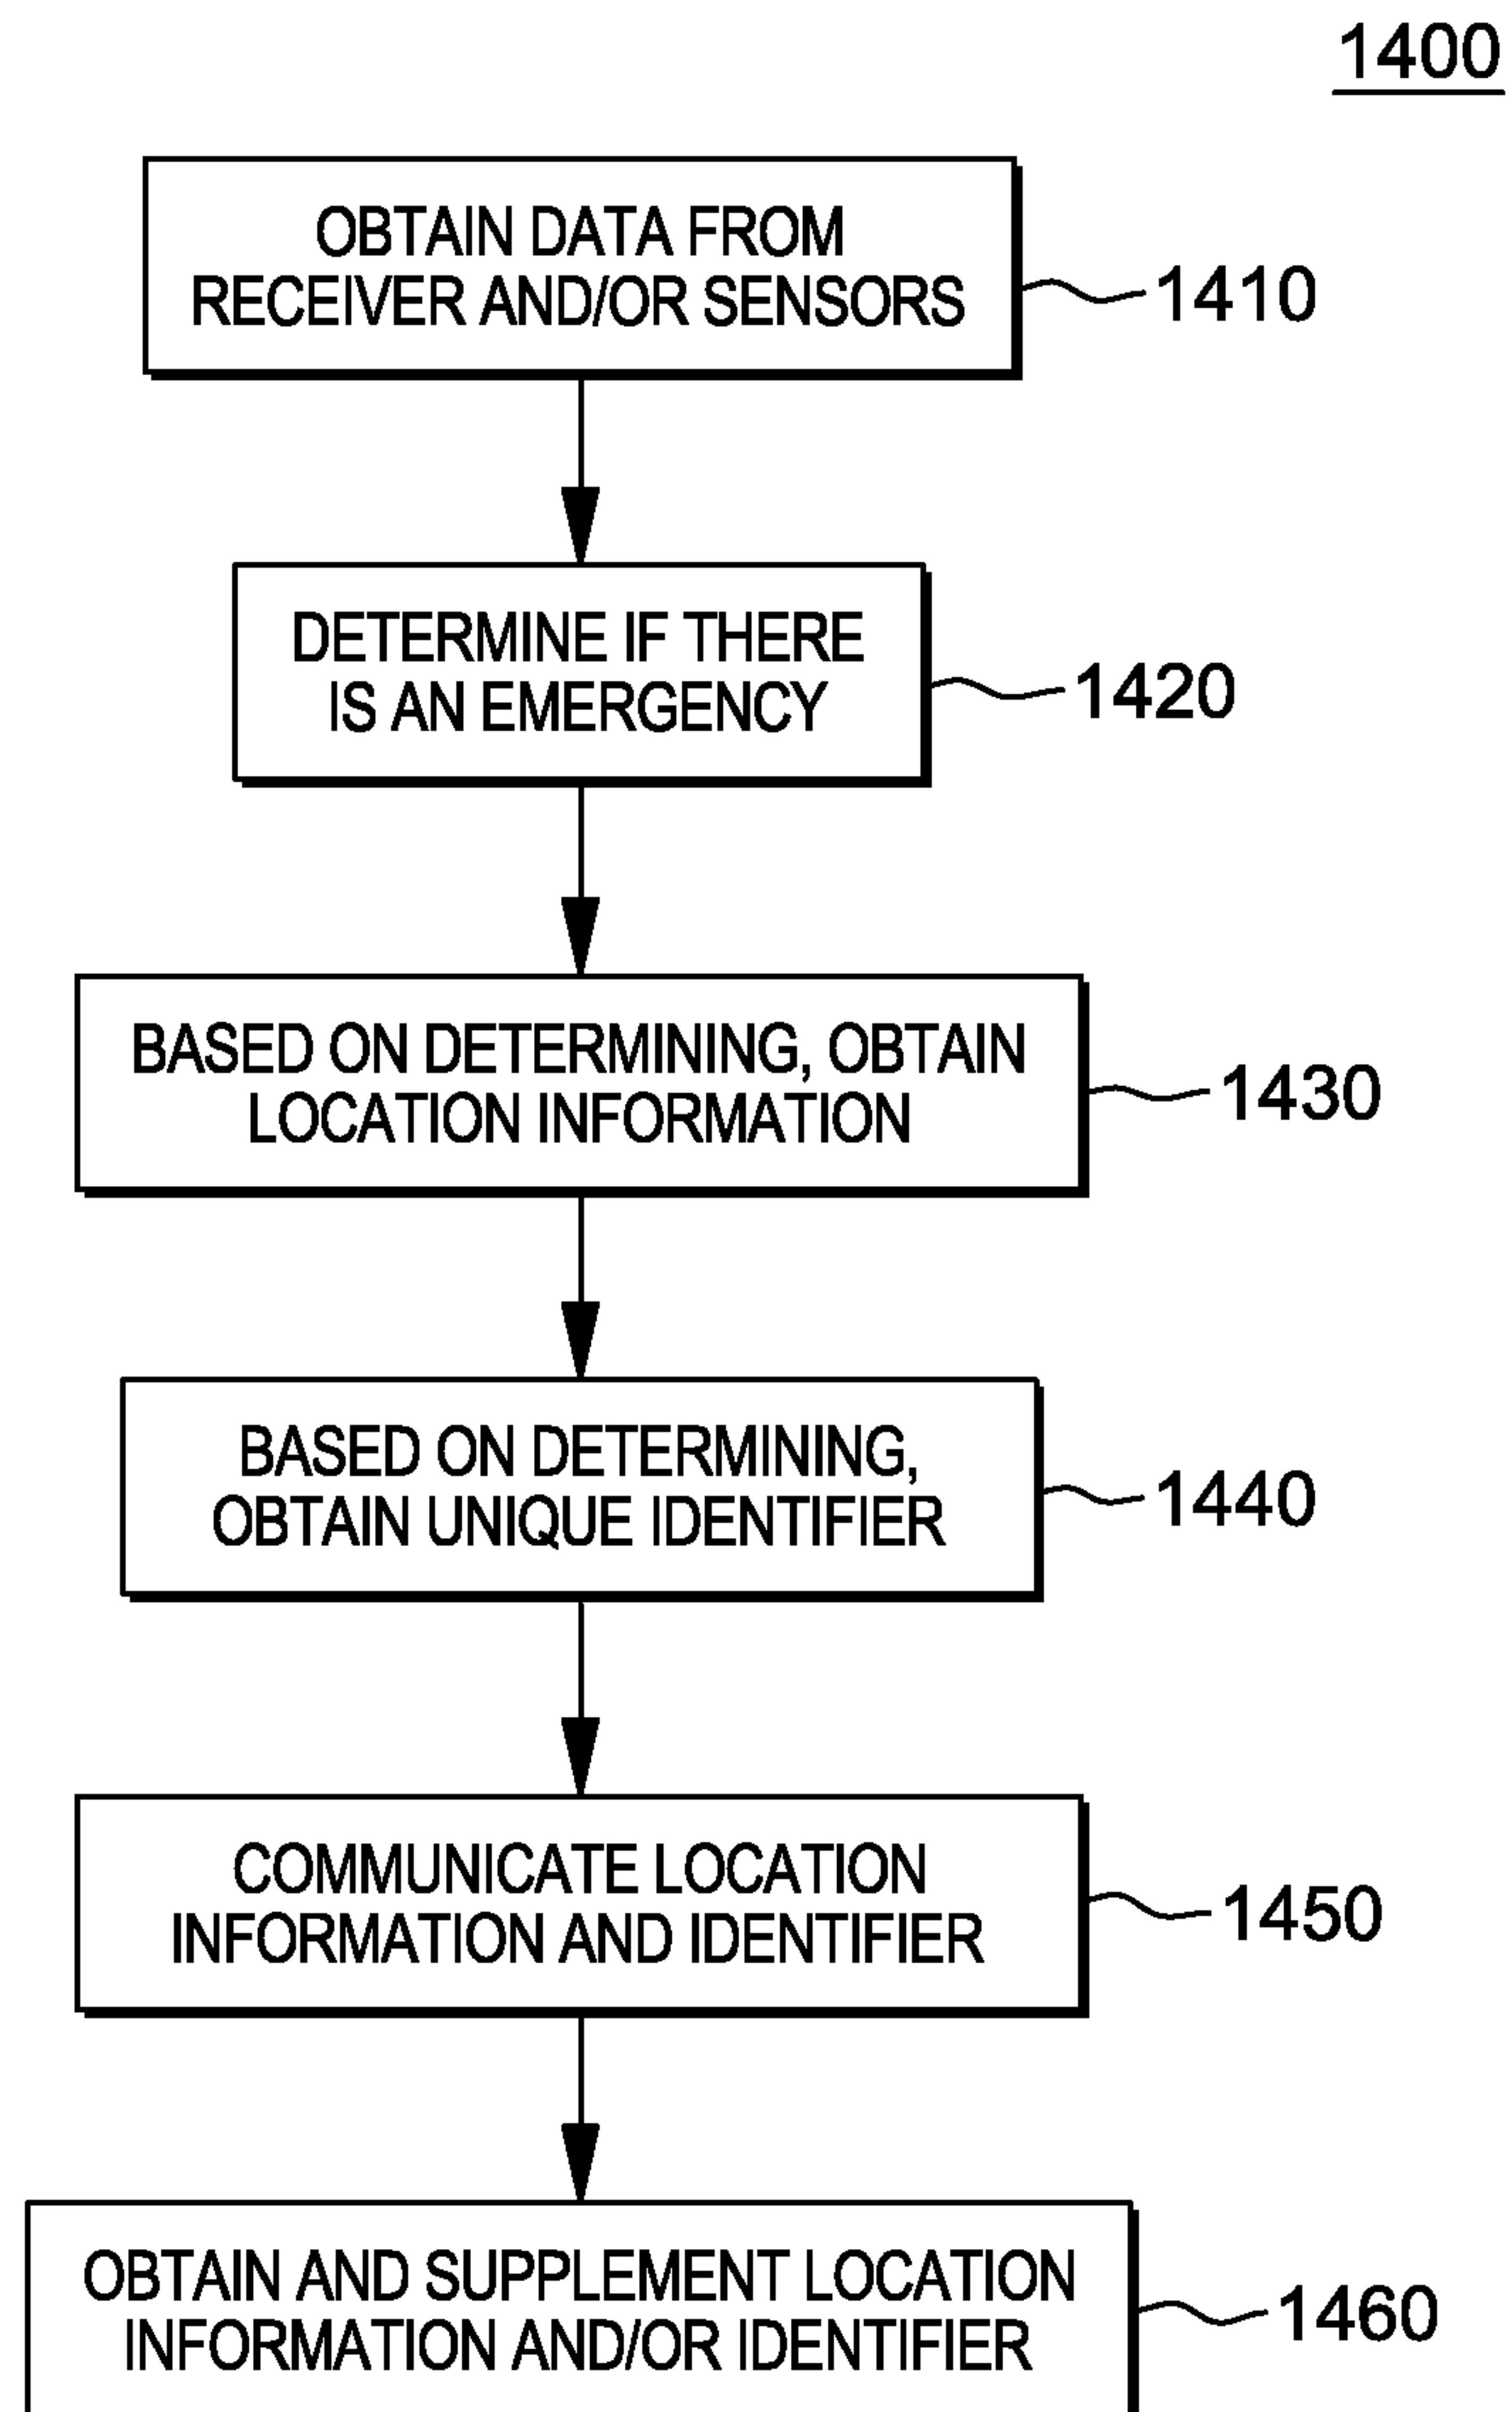 1400
OBTAIN DATA FROM
RECEIVER AND/OR SENSORS
1410
DETERMINE IF THERE
IS AN EMERGENCY
1420
BASED ON DETERMINING, OBTAIN
LOCATION INFORMATION
1430
BASED ON DETERMINING,
OBTAIN UNIQUE IDENTIFIER
1440
COMMUNICATE LOCATION
INFORMATION AND IDENTIFIER
1450
OBTAIN AND SUPPLEMENT LOCATION
INFORMATION AND/OR IDENTIFIER
1460